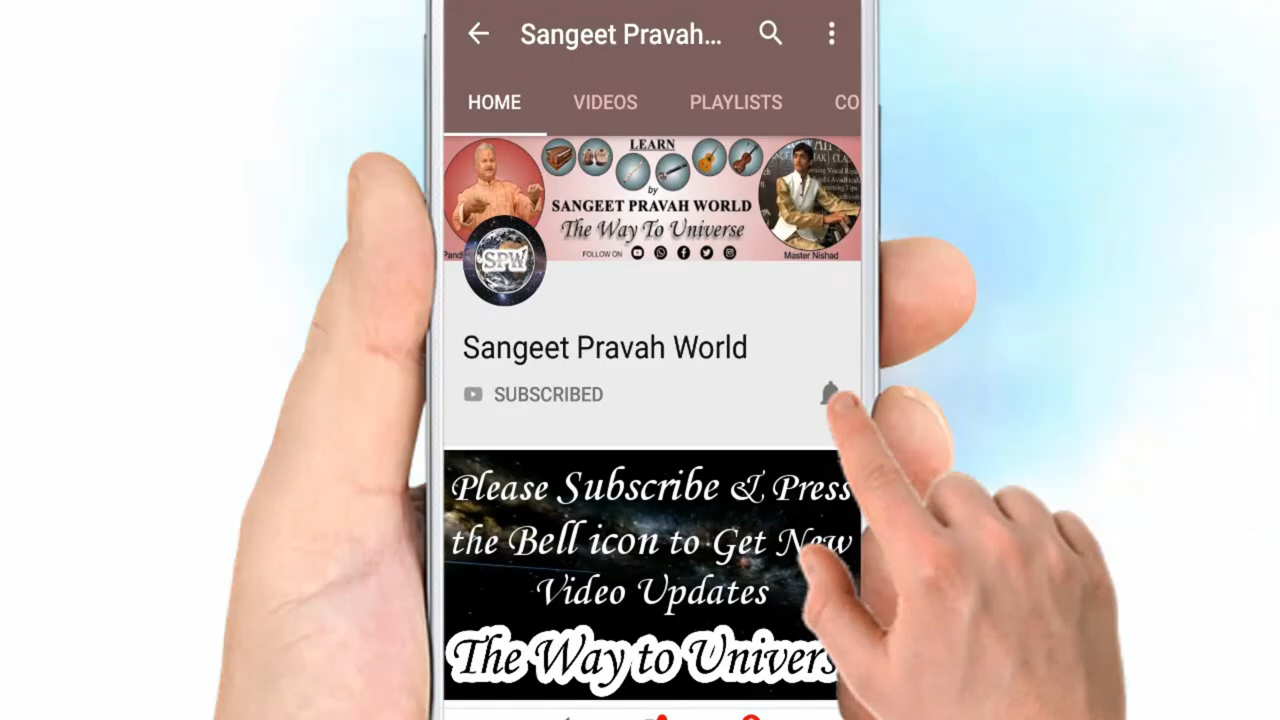 Sangeet Pravah...
HOME VIDEOS PLAYLISTS CO
LEARN
by
SANGEET PRAVAH WORLD
The Way To Universe
FOLLOW ON
Pand
Master Nishad
SPW
Sangeet Pravah World
SUBSCRIBED
Please Subscribe & Press
the Bell icon to Get New
Video Updates
The Way to Univers